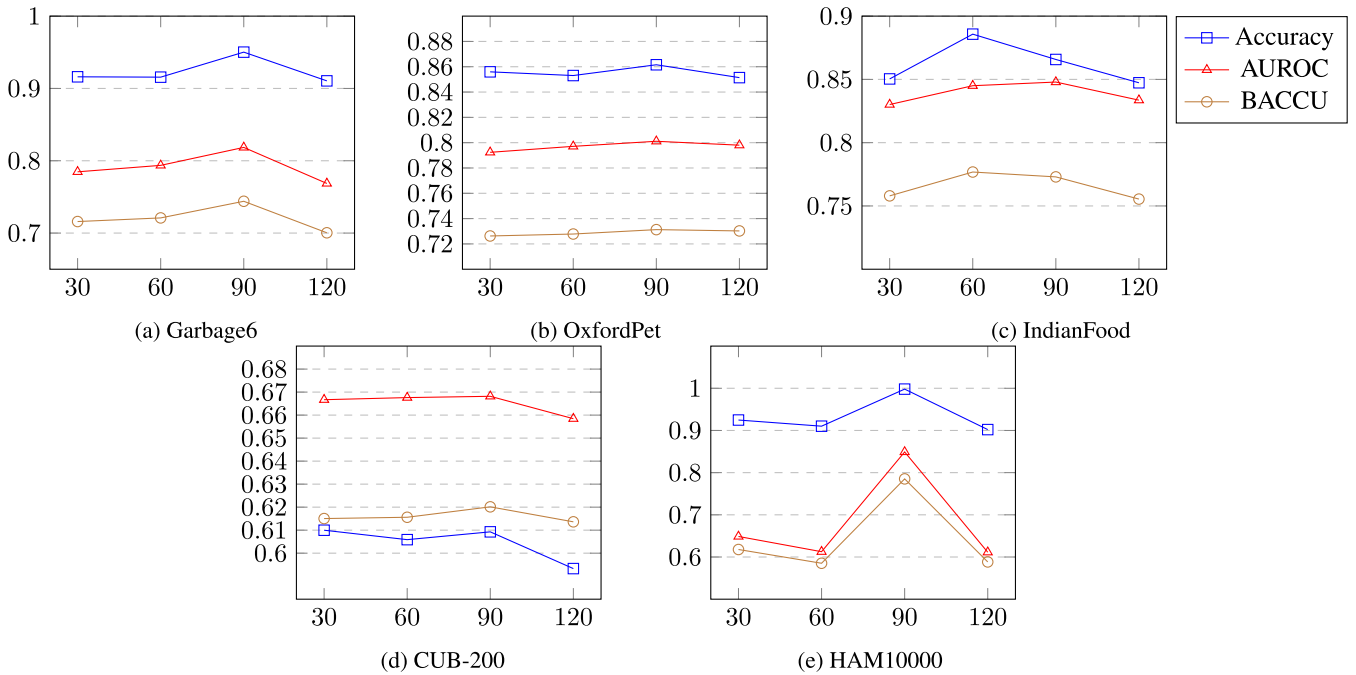 1
0.9
0.8
0.7
30 60 90 120
(a) Garbage6
0.88
0.86
0.84
0.82
0.8
0.78
0.76
0.74
0.72
30 60 90 120
(b) OxfordPet
0.9
0.85
0.8
0.75
30 60 90 120
(c) IndianFood
Accuracy
AUROC
BACCU
0.68
0.67
0.66
0.65
0.64
0.63
0.62
0.61
0.6
30 60 90 120
(d) CUB-200
1
0.9
0.8
0.7
0.6
30 60 90 120
(e) HAM10000